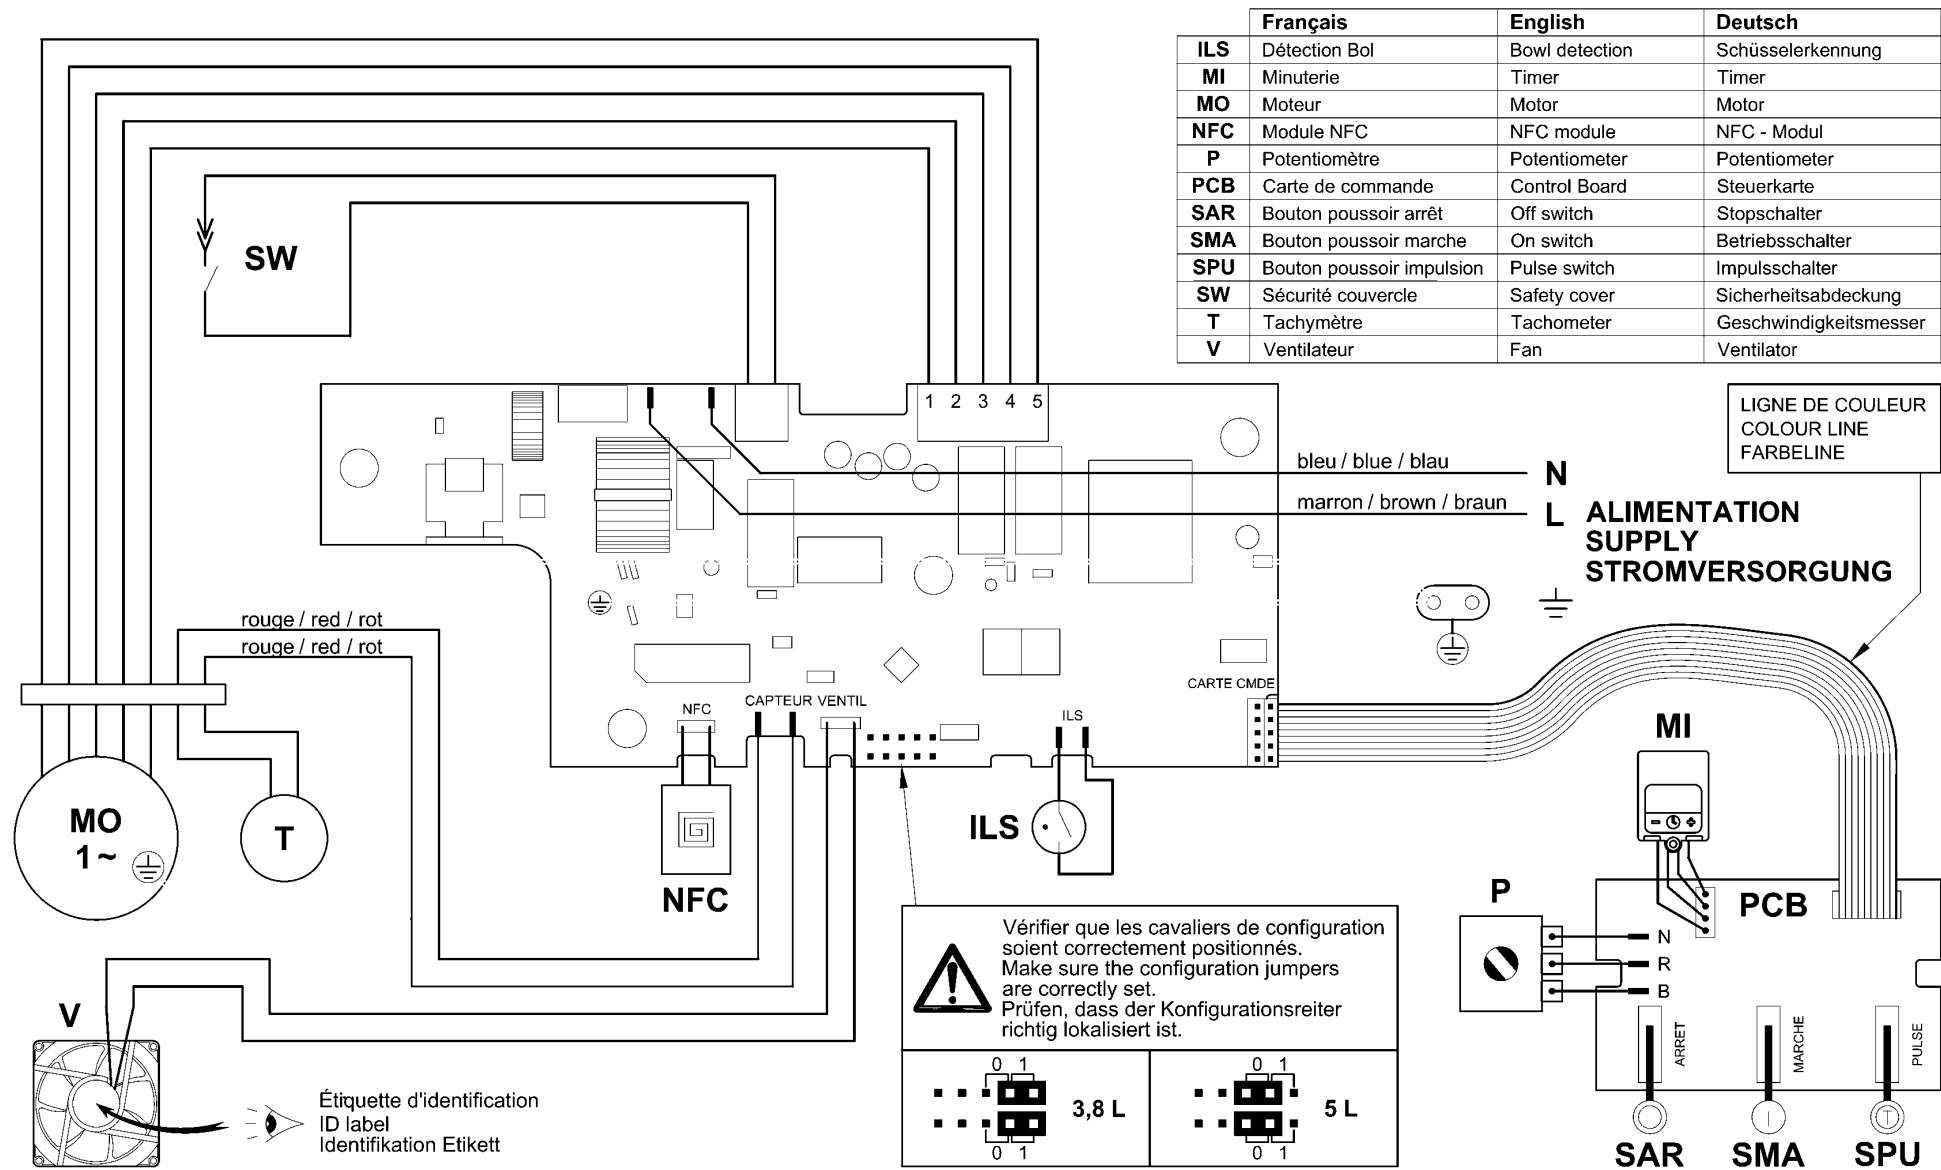 Français English Deutsch
ILS Détection Bol Bowl detection Schüsselerkennung
MI Minuterie Timer Timer
MO Moteur Motor Motor
NFC Module NFC NFC module NFC - Modul
P Potentiomètre Potentiometer Potentiometer
PCB Carte de commande Control Board Steuerkarte
SAR Bouton poussoir arrêt Off switch Stopschalter
SMA Bouton poussoir marche On switch Betriebsschalter
SPU Bouton poussoir impulsion Pulse switch Impulsschalter
SW Sécurité couvercle Safety cover Sicherheitsabdeckung
T Tachymètre Tachometer Geschwindigkeitsmesser
V Ventilateur Fan Ventilator
SW
1 2 3 4 5
LIGNE DE COULEUR
COLOUR LINE
FARBELINE
bleu / blue / blau
N
marron / brown / braun
L
ALIMENTATION
SUPPLY
STROMVERSORGUNG
rouge / red / rot
rouge / red / rot
CARTE CMDE
NFC
CAPTEUR
VENTIL
ILS
MI
MO
1~
T
NFC
ILS
P
PCB
N
R
B
ARRET
MARCHE
PULSE
Vérifier que les cavaliers de configuration
soient correctement positionnés.
Make sure the configuration jumpers
are correctly set.
Prüfen, dass der Konfigurationsreiter
richtig lokalisiert ist.
V
0 1
3,8 L
0 1
0 1
5 L
0 1
Étiquette d'identification
ID label
Identifikation Etikett
T
SAR
SMA
SPU